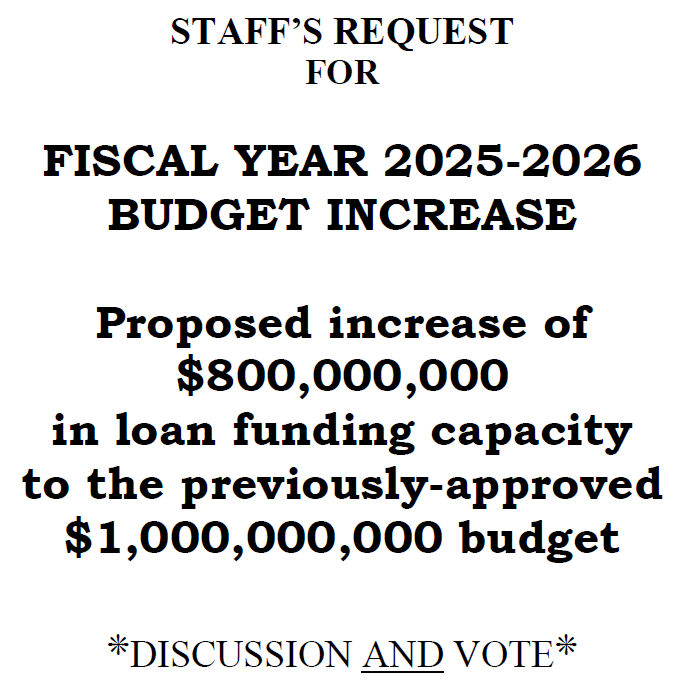 STAFF’S REQUEST
FOR
FISCAL YEAR 2025-2026
BUDGET INCREASE
Proposed increase of
$800,000,000
in loan funding capacity
to the previously-approved
$1,000,000,000 budget
*DISCUSSION AND VOTE*